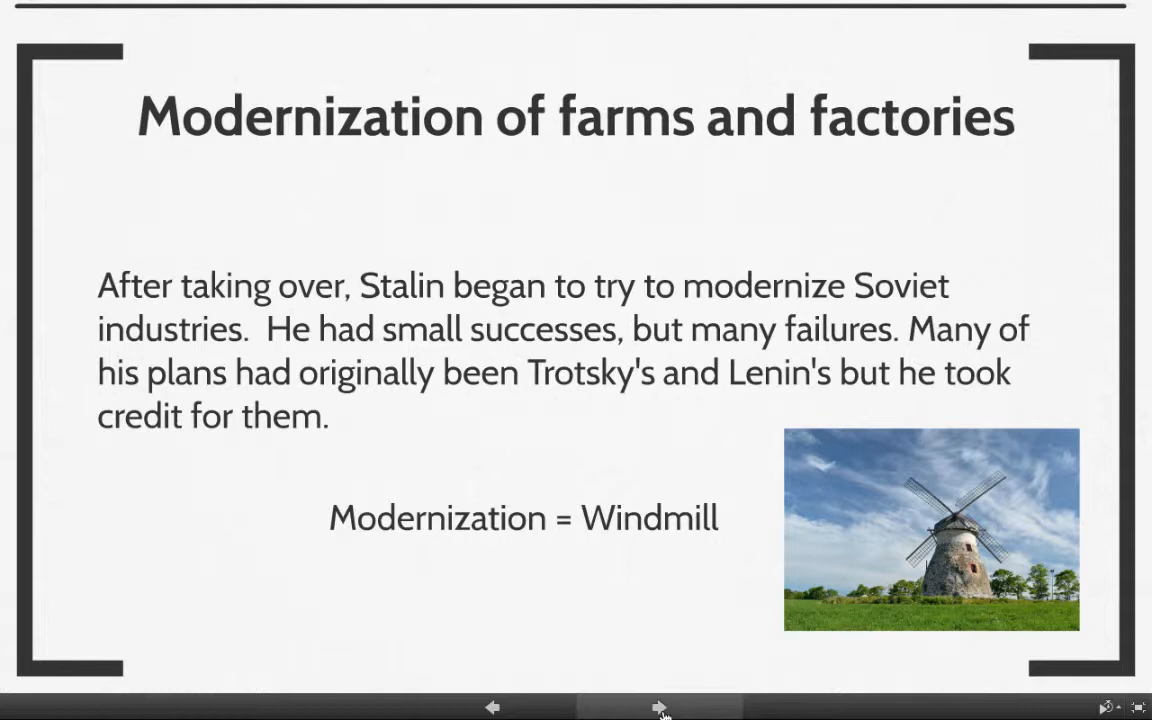 Modernization of farms and factories
After taking over, Stalin began to try to modernize Soviet
industries.  He had small successes, but many failures. Many of
his plans had originally been Trotsky's and Lenin's but he took
credit for them.
Modernization = Windmill